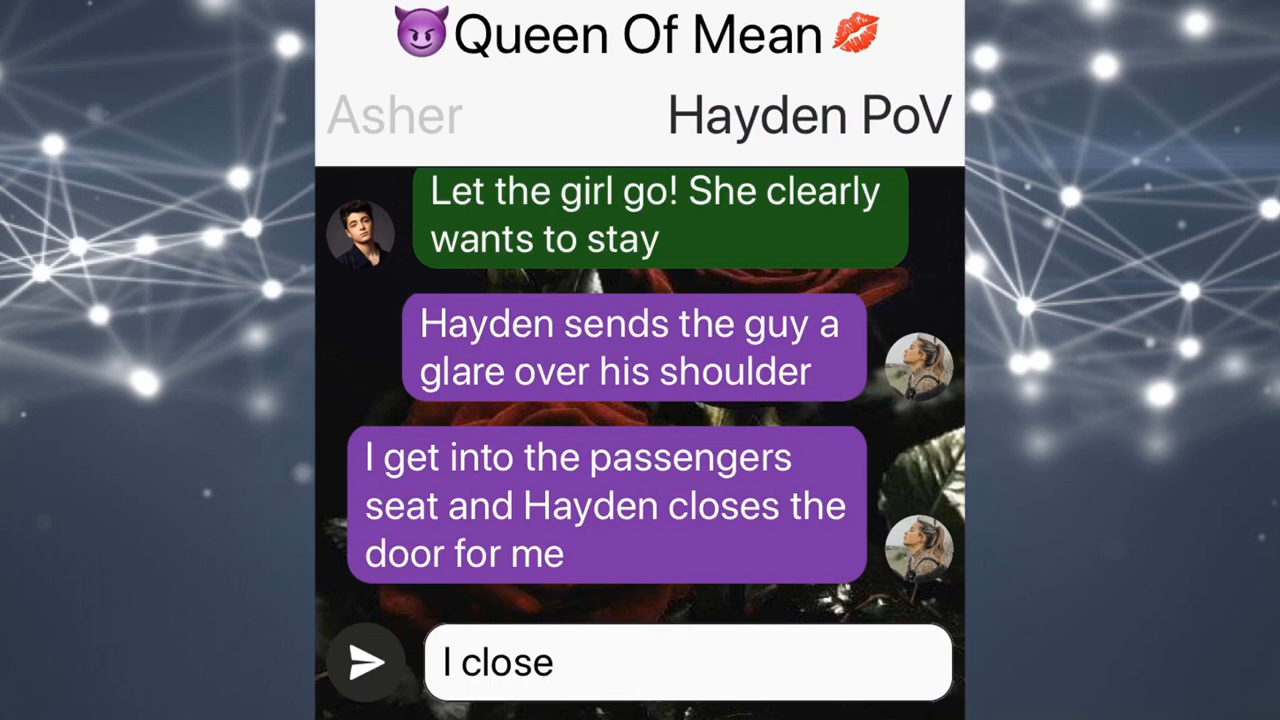 😈Queen Of Mean💋
Asher
Hayden PoV
Let the girl go! She clearly
wants to stay
Hayden sends the guy a
glare over his shoulder
I get into the passengers
seat and Hayden closes the
door for me
I close